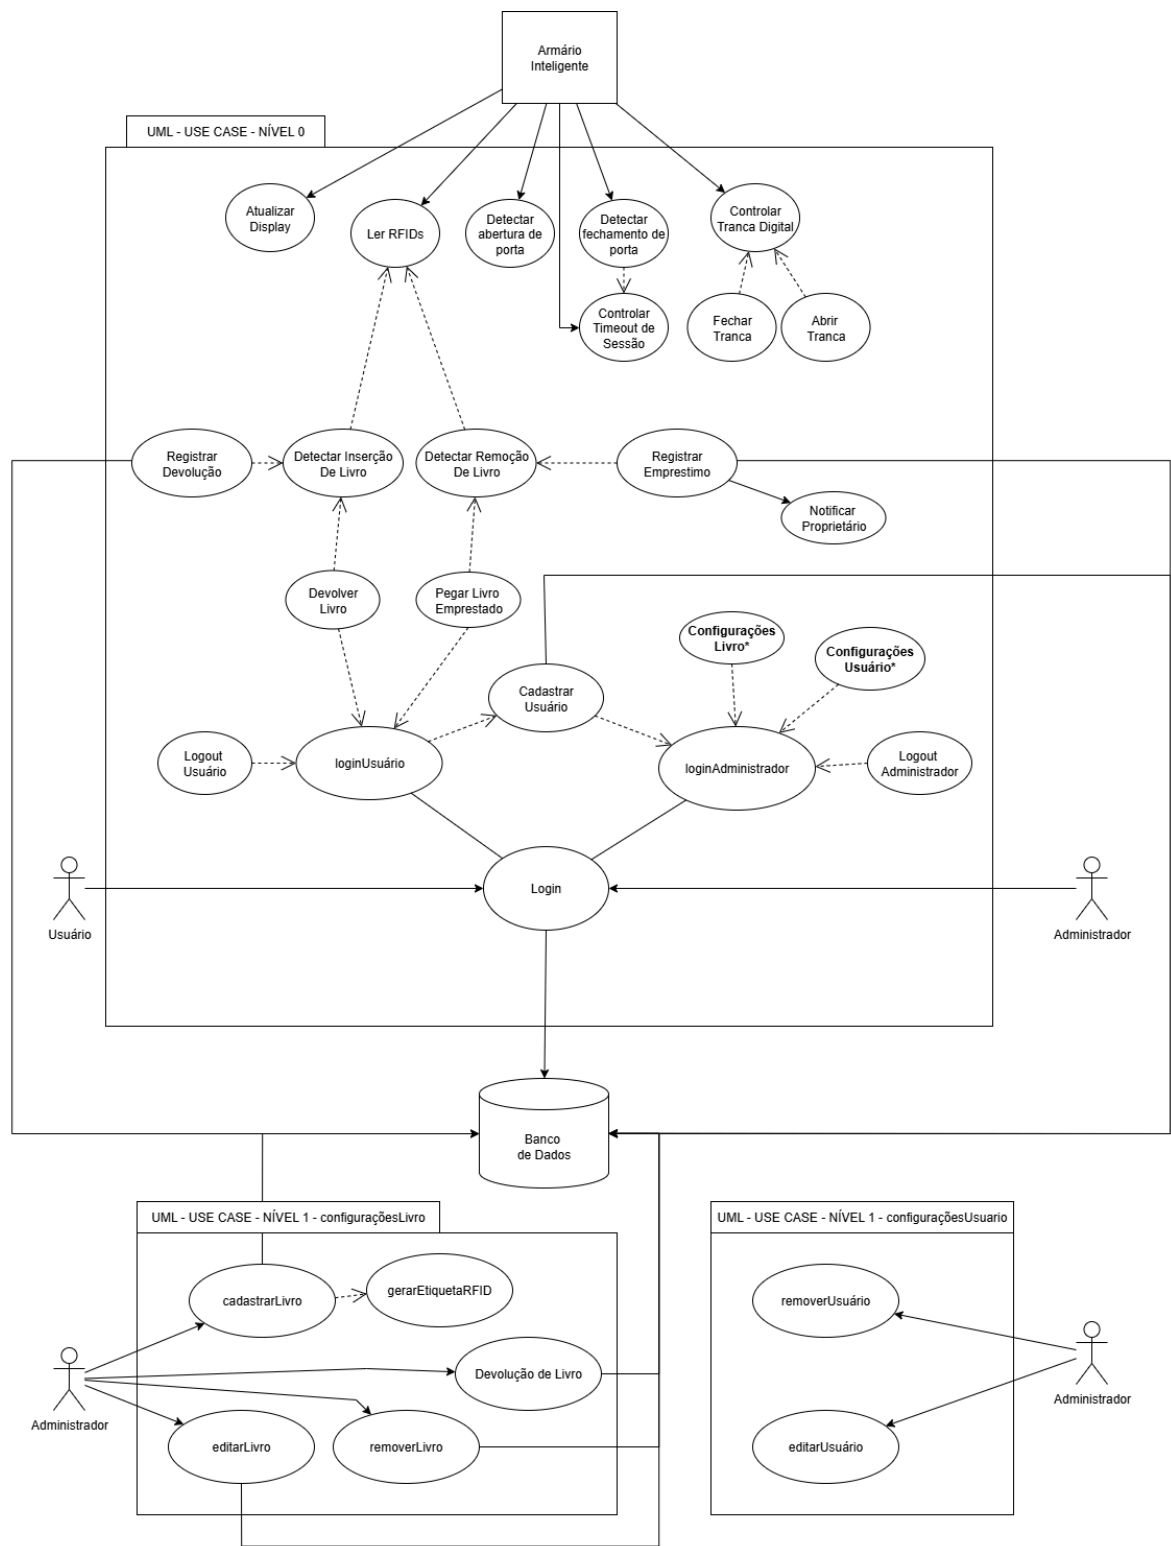 Armário
Inteligente
UML - USE CASE - NÍVEL 0
Atualizar
Display
Ler RFIDs
Detectar
abertura de
porta
Detectar
fechamento de
porta
Controlar
Tranca Digital
Controlar
Timeout de
Sessão
Fechar
Tranca
Abrir
Tranca
Registrar
Devolução
Detectar Inserção
De Livro
Detectar Remoção
De Livro
Registrar
Emprestimo
Notificar
Proprietário
Devolver
Livro
Pegar Livro
Emprestado
Configurações
Livro*
Configurações
Usuário*
Cadastrar
Usuário
Logout
Usuário
loginUsuário
loginAdministrador
Logout
Administrador
Login
Usuário
Administrador
Banco
de Dados
UML - USE CASE - NÍVEL 1 - configuraçõesLivro
UML - USE CASE - NÍVEL 1 - configuraçõesUsuario
cadastrarLivro
gerarEtiquetaRFID
removerUsuário
Devolução de Livro
Administrador
Administrador
editarLivro
removerLivro
editarUsuário